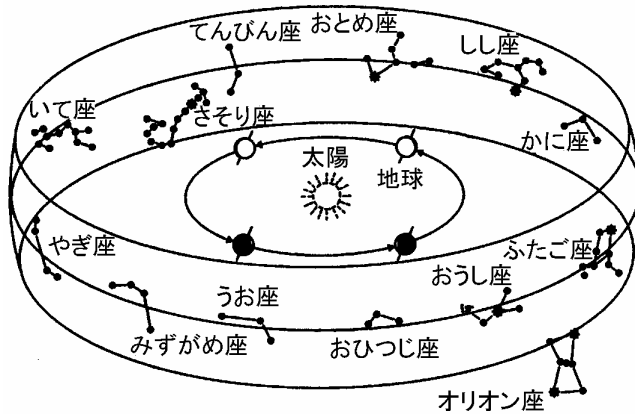 てんびん座
おとめ座
しし座
いて座
さそり座
かに座
太陽
地球
やぎ座
ふたご座
おうし座
うお座
みずがめ座
おひつじ座
オリオン座